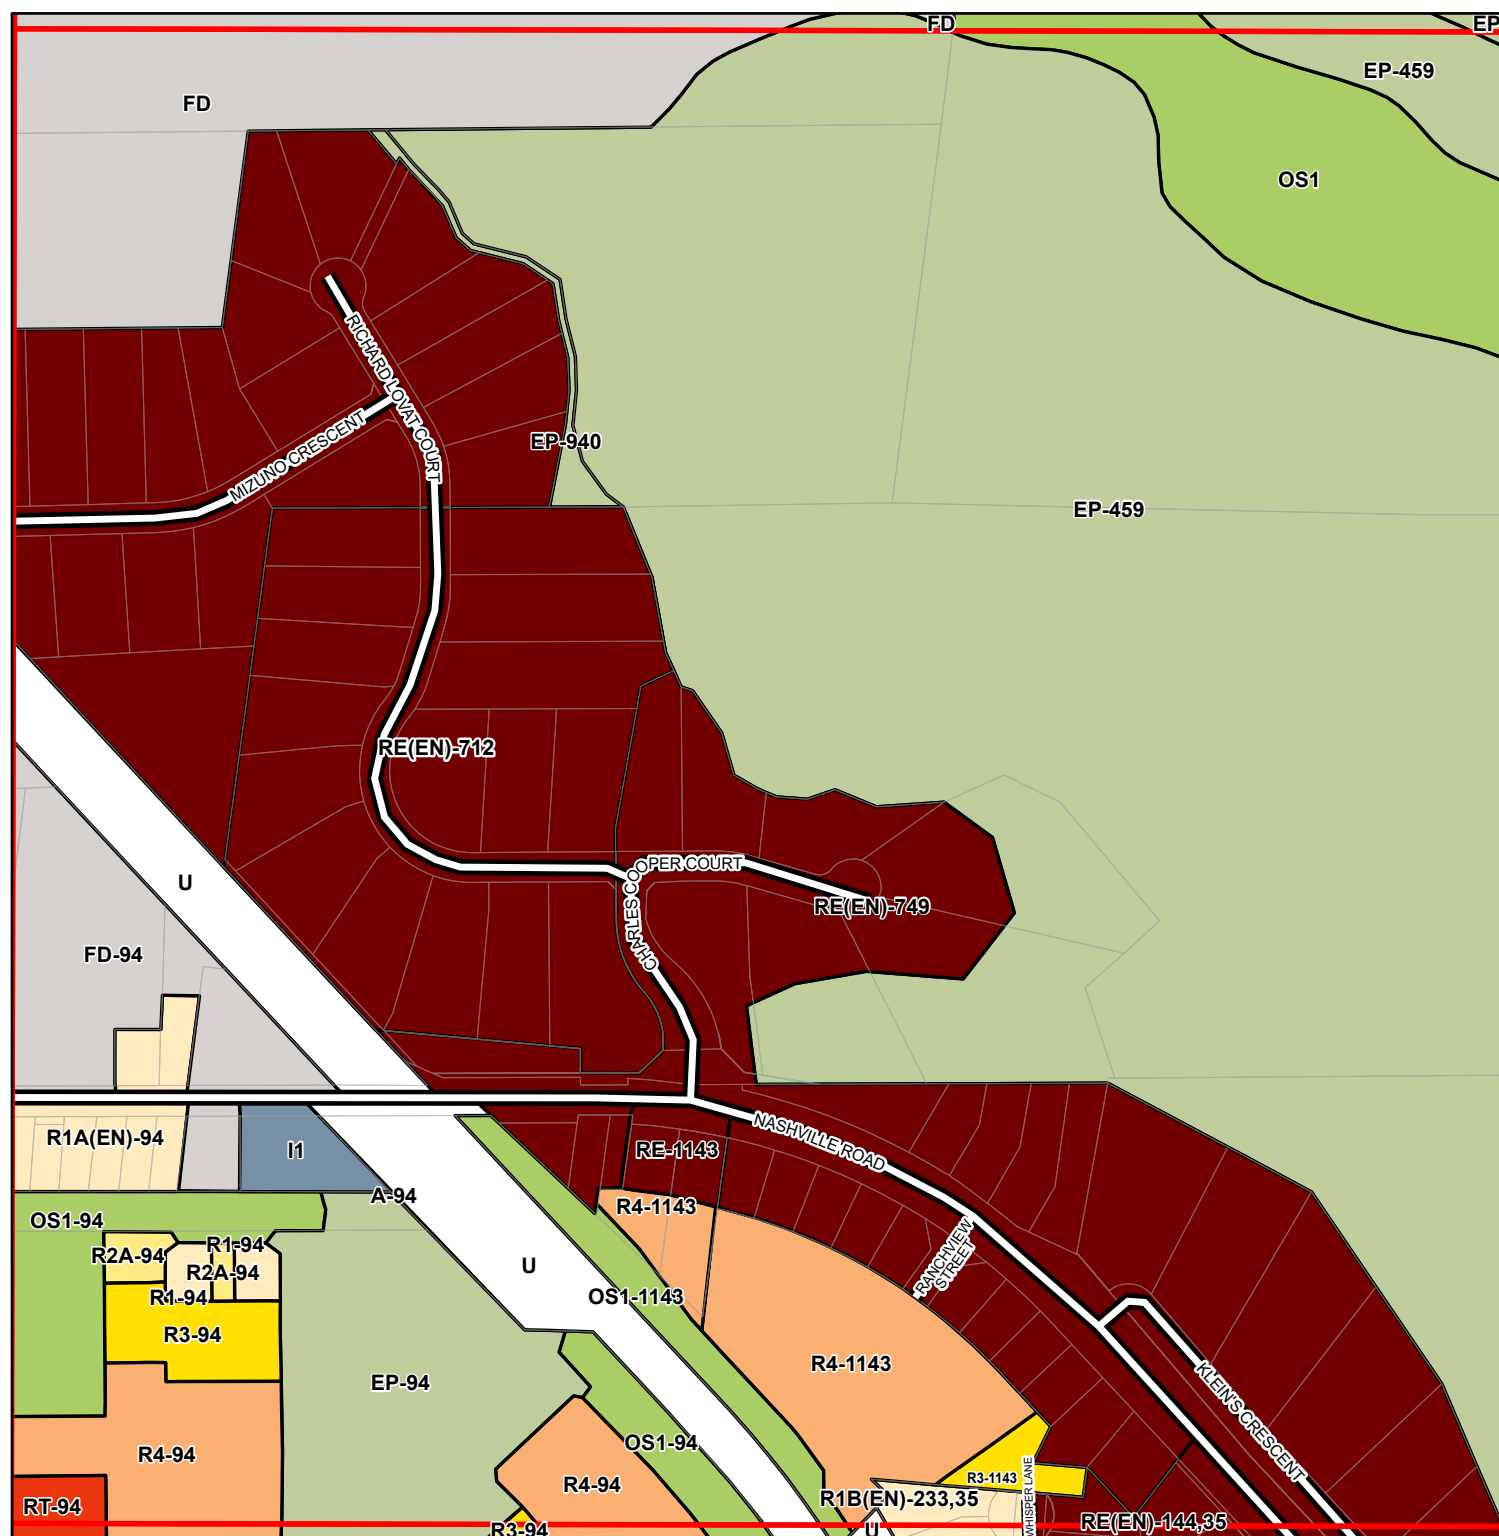 FD
EP
EP-459
FD
OS1
RICHARD LOVAT COURT
MIZUNO CRESCENT
EP-940
EP-459
RE(EN)-712
CHARLES COOPER COURT
U
RE(EN)-749
FD-94
NASHVILLE ROAD
R1A(EN)-94
I1
RE-1143
A-94
R4-1143
OS1-94
R1-94
R2A-94
R2A-94
RANCHVIEW
STREET
U
R1-94
OS1-1143
R3-94
R4-1143
EP-94
KLEIN'S CRESCENT
OS1-94
R4-94
R4-94
R3-1143
WHISPER LANE
R1B(EN)-233,35
RT-94
RE(EN)-144,35
R3-94
U